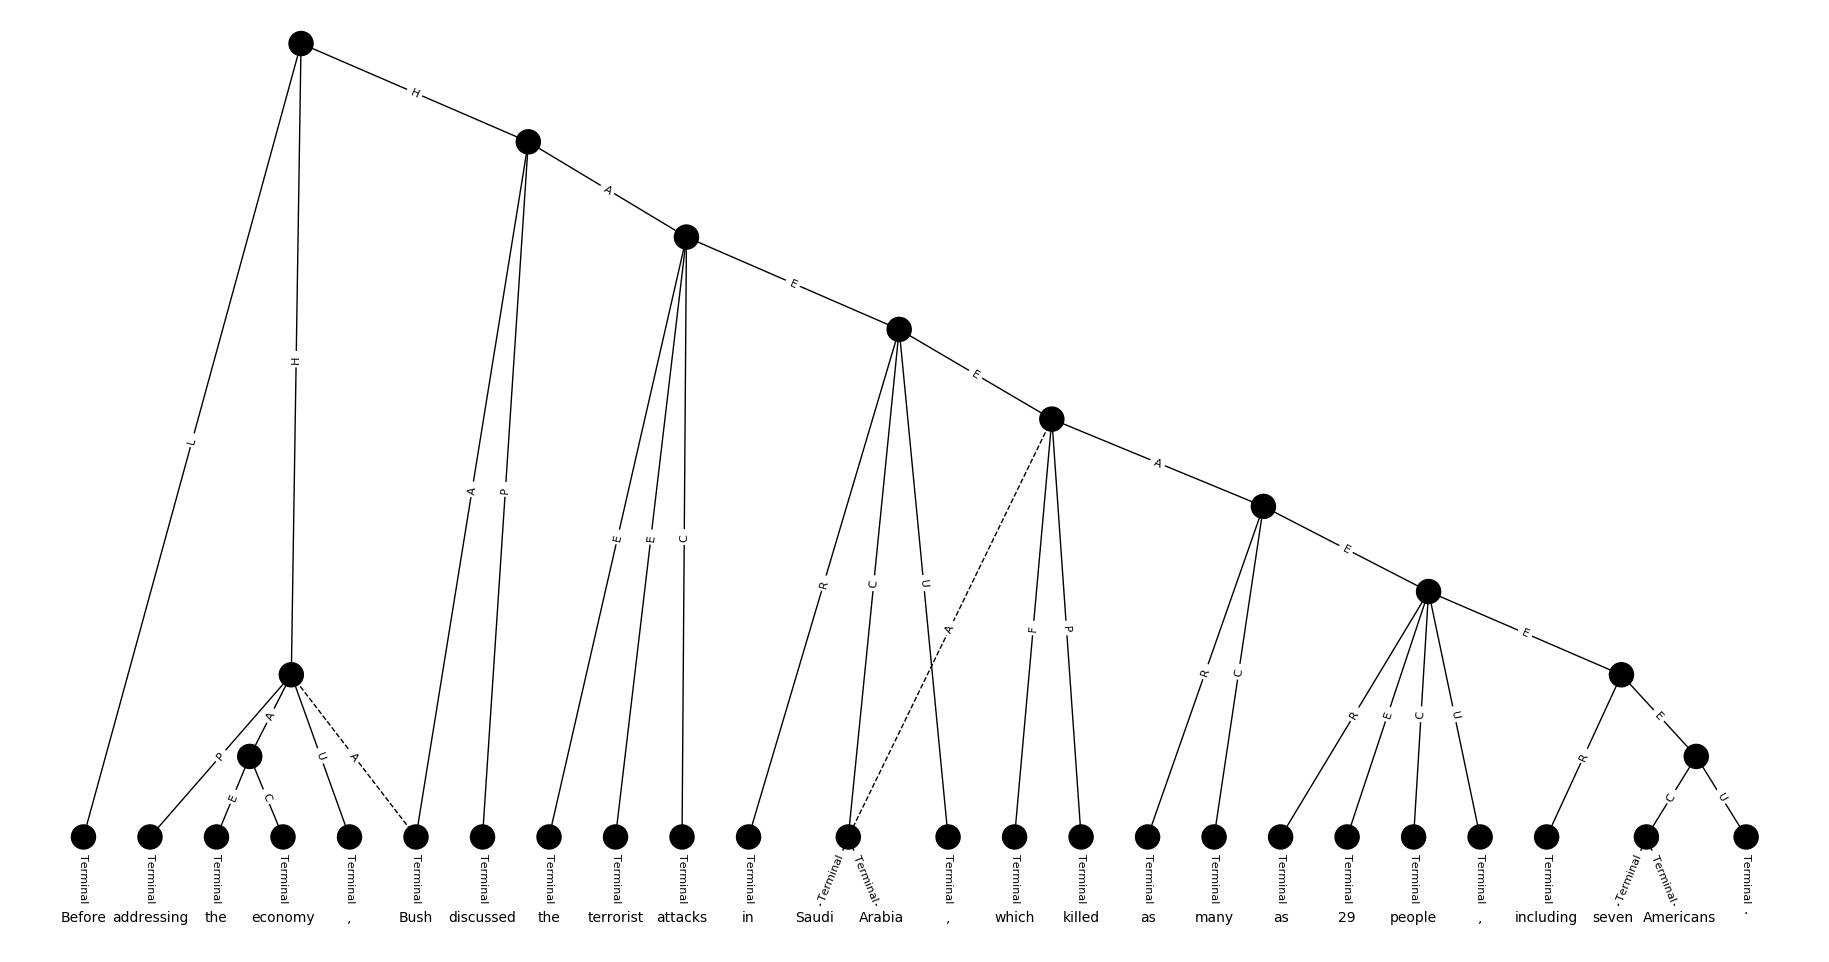 H
A
E
E
H
A
L
A
P
E
E
C
E
R
C
U
A
F
P
E
R
C
A
R
E
C
U
E
P
A
U
A
R
E
E
C
C
U
Terminal Terminal Terminal Terminal Terminal Terminal Terminal Terminal Terminal Terminal Terminal Terminal Terminal Terminal Terminal Terminal Terminal Terminal Terminal Terminal Terminal Terminal Terminal Terminal Terminal Terminal
Before addressing the economy , Bush discussed the terrorist attacks in Saudi Arabia , which killed as many as 29 people , including seven Americans .